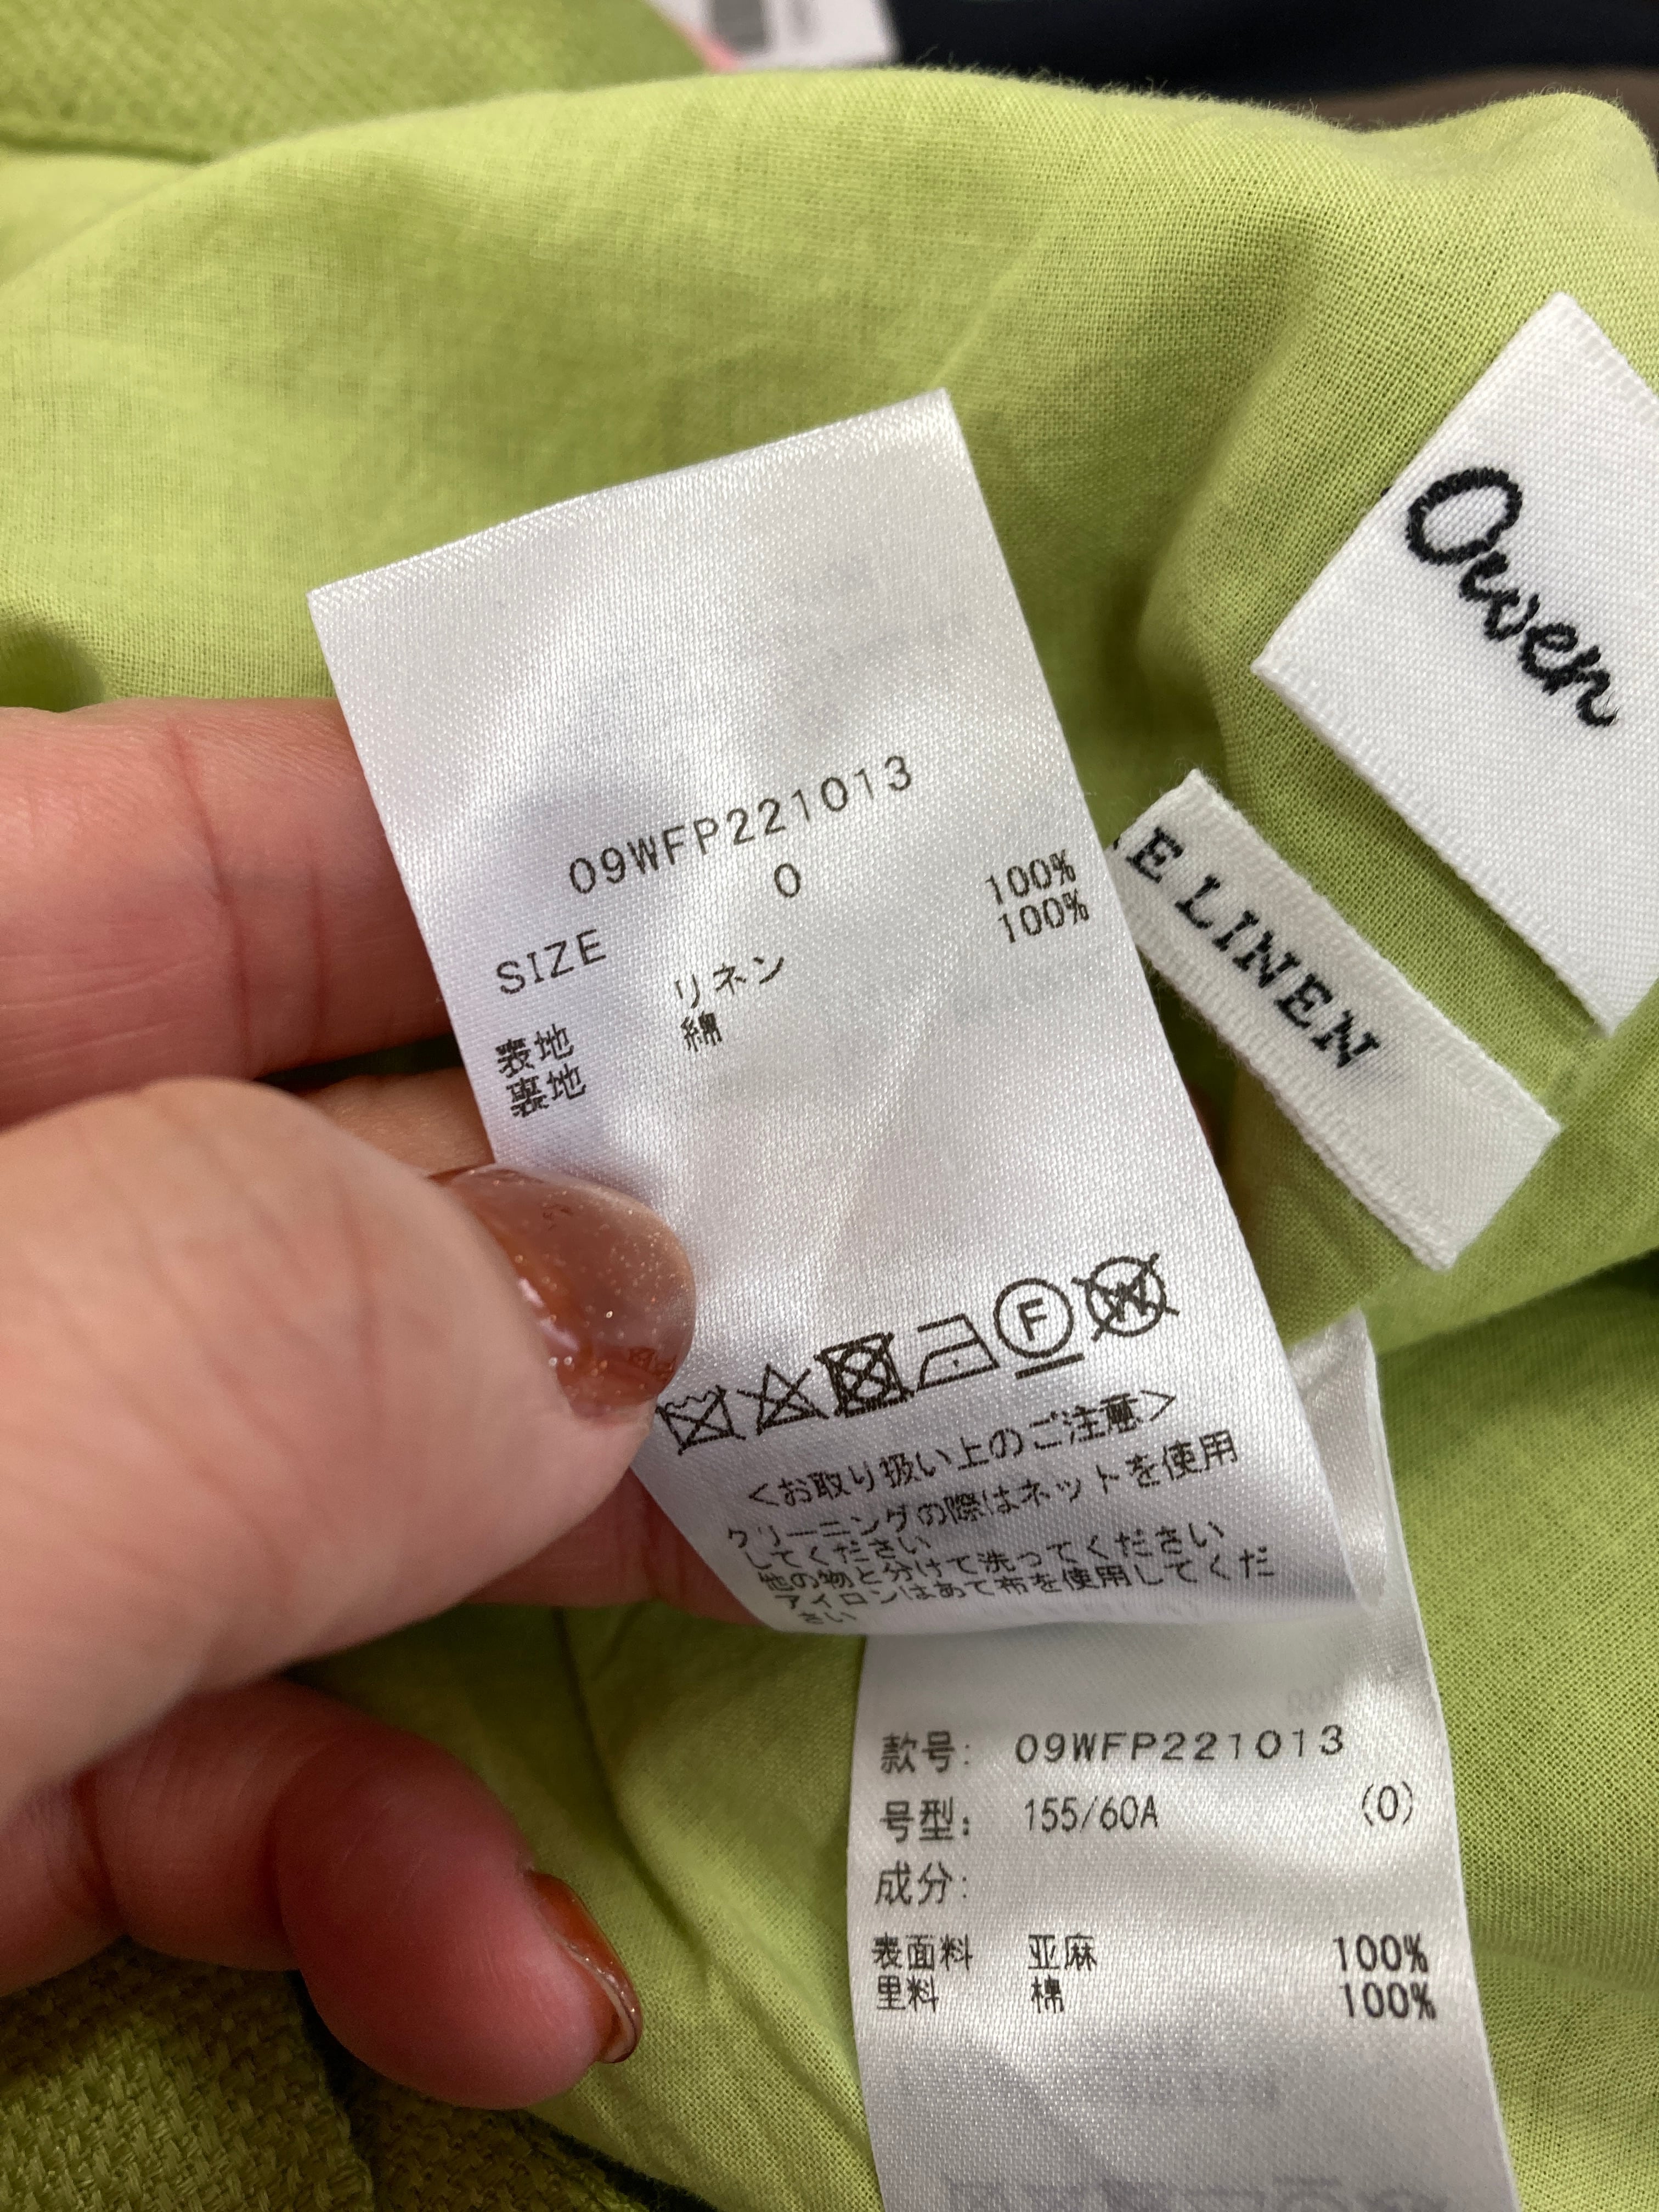 Owen
E LINEN
09WFP221013
SIZE 0
表地 リネン 100%
裏地 綿 100%
F
W
<お取り扱い上のご注意>
クリーニングの際はネットを使用
してください
他の物と分けて洗ってください
アイロンはあて布を使用してくだ
さい
款号: 09WFP221013
号型: 155/60A (0)
成分:
表面料 亚麻 100%
里料 棉 100%